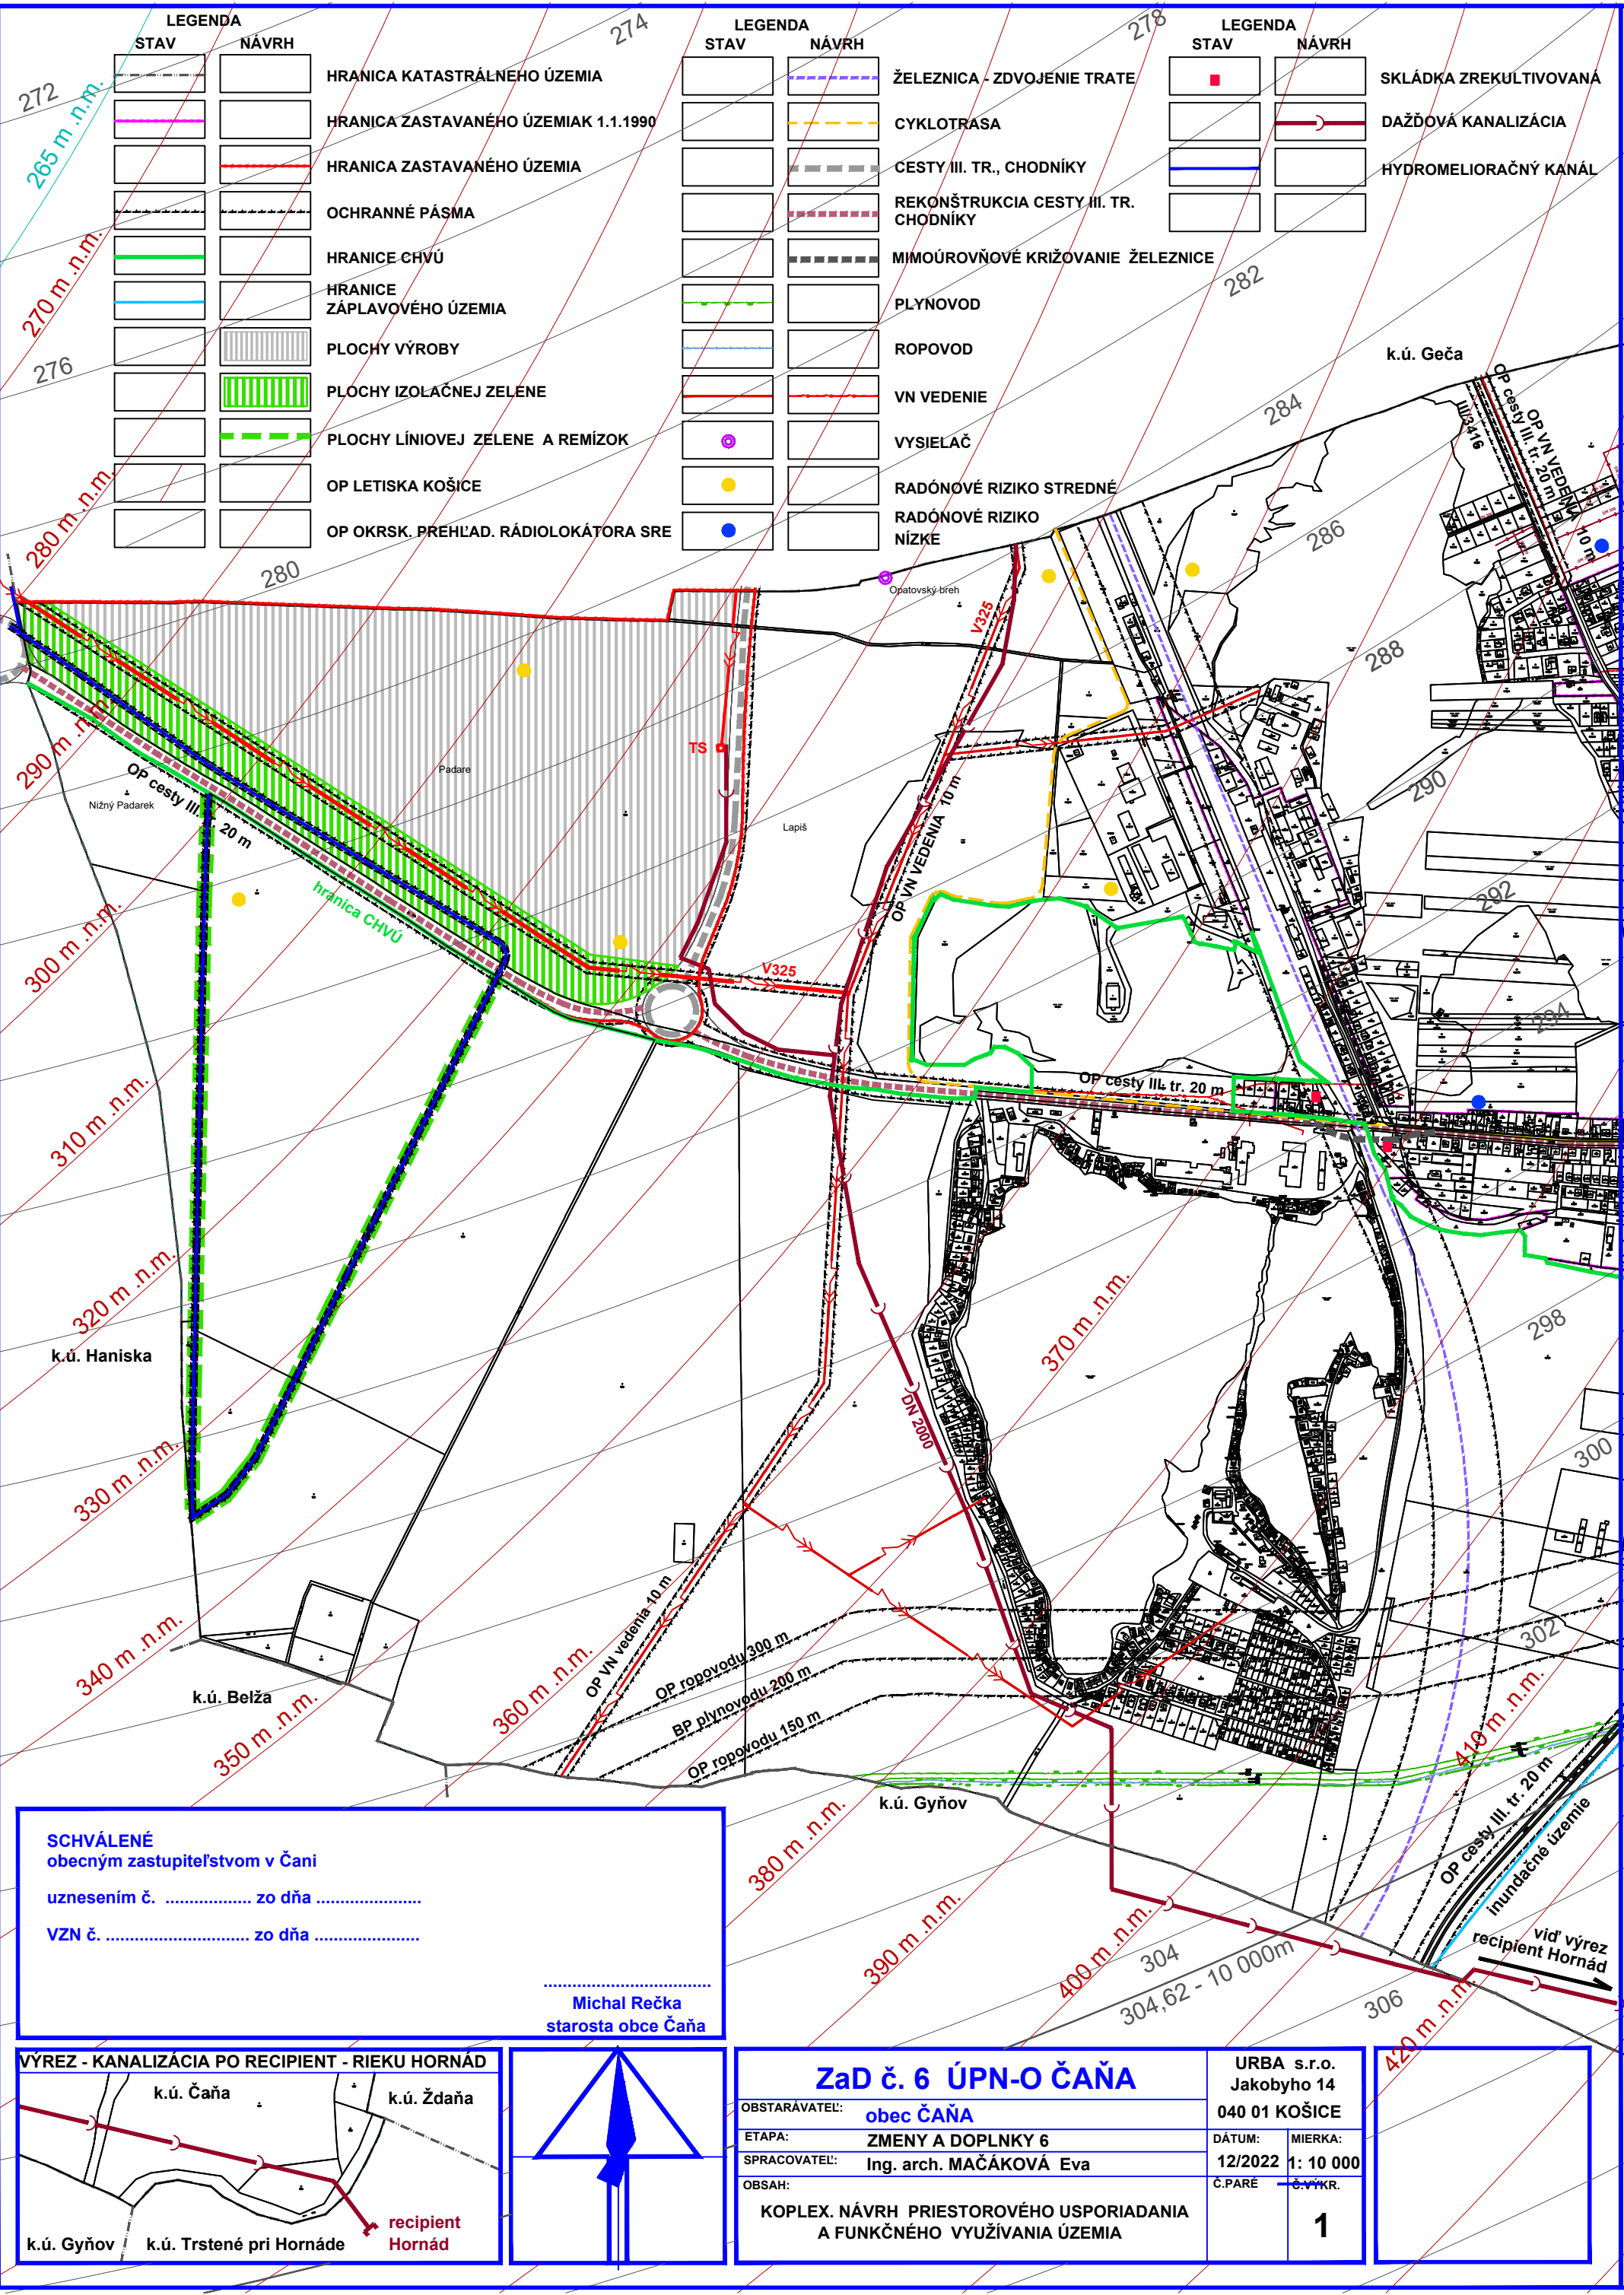 LEGENDA
STAV NÁVRH
HRANICA KATASTRÁLNEHO ÚZEMIA
HRANICA ZASTAVANÉHO ÚZEMIAK 1.1.1990
HRANICA ZASTAVANÉHO ÚZEMIA
OCHRANNÉ PÁSMA
HRANICE CHVÚ
HRANICE
ZÁPLAVOVÉHO ÚZEMIA
PLOCHY VÝROBY
PLOCHY IZOLAČNEJ ZELENE
PLOCHY LÍNIOVEJ ZELENE A REMÍZOK
OP LETISKA KOŠICE
OP OKRSK. PREHĽAD. RÁDIOLOKÁTORA SRE
LEGENDA
STAV NÁVRH
ŽELEZNICA - ZDVOJENIE TRATE
CYKLOTRASA
CESTY III. TR., CHODNÍKY
REKONŠTRUKCIA CESTY III. TR.
CHODNÍKY
MIMOÚROVŇOVÉ KRIŽOVANIE ŽELEZNICE
PLYNOVOD
ROPOVOD
VN VEDENIE
VYSIELAČ
RADÓNOVÉ RIZIKO STREDNÉ
RADÓNOVÉ RIZIKO
NÍZKE
LEGENDA
STAV NÁVRH
SKLÁDKA ZREKULTIVOVANÁ
DAŽĎOVÁ KANALIZÁCIA
HYDROMELIORAČNÝ KANÁL
272
274
278
265 m .n.m.
270 m .n.m.
276
282
k.ú. Geča
284
III/3416
OP cesty III. tr. 20 m
OP VN VEDENIA 10 m
280 m .n.m.
280
286
Opatovský breh
V325
288
290 m .n.m.
TS
Padare
Nižný Padarek
OP cesty III. tr. 20 m
Lapiš
OP VN VEDENIA 10 m
290
hranica CHVÚ
292
300 m .n.m.
V325
294
310 m .n.m.
OP cesty III. tr. 20 m
320 m .n.m.
k.ú. Haniska
370 m .n.m.
298
DN 2000
330 m .n.m.
300
340 m .n.m.
k.ú. Belža
350 m .n.m.
360 m .n.m.
OP VN vedenia 10 m
OP ropovodu 300 m
BP plynovodu 200 m
OP ropovodu 150 m
302
410 m .n.m.
k.ú. Gyňov
380 m .n.m.
OP cesty III. tr. 20 m
inundačné územie
390 m .n.m.
400 m .n.m.
304
304,62 - 10 000m
306
420 m .n.m.
viď výrez
recipient Hornád
SCHVÁLENÉ
obecným zastupiteľstvom v Čani
uznesením č. .................. zo dňa ......................
VZN č. .............................. zo dňa ......................
...................................
Michal Rečka
starosta obce Čaňa
VÝREZ - KANALIZÁCIA PO RECIPIENT - RIEKU HORNÁD
k.ú. Čaňa
k.ú. Ždaňa
recipient
Hornád
k.ú. Gyňov
k.ú. Trstené pri Hornáde
ZaD č. 6 ÚPN-O ČAŇA
OBSTARÁVATEĽ: obec ČAŇA
ETAPA: ZMENY A DOPLNKY 6
SPRACOVATEĽ: Ing. arch. MAČÁKOVÁ Eva
OBSAH:
KOPLEX. NÁVRH PRIESTOROVÉHO USPORIADANIA
A FUNKČNÉHO VYUŽÍVANIA ÚZEMIA
URBA s.r.o.
Jakobyho 14
040 01 KOŠICE
DÁTUM: MIERKA:
12/2022 1: 10 000
Č.PARÉ Č.VÝKR.
1